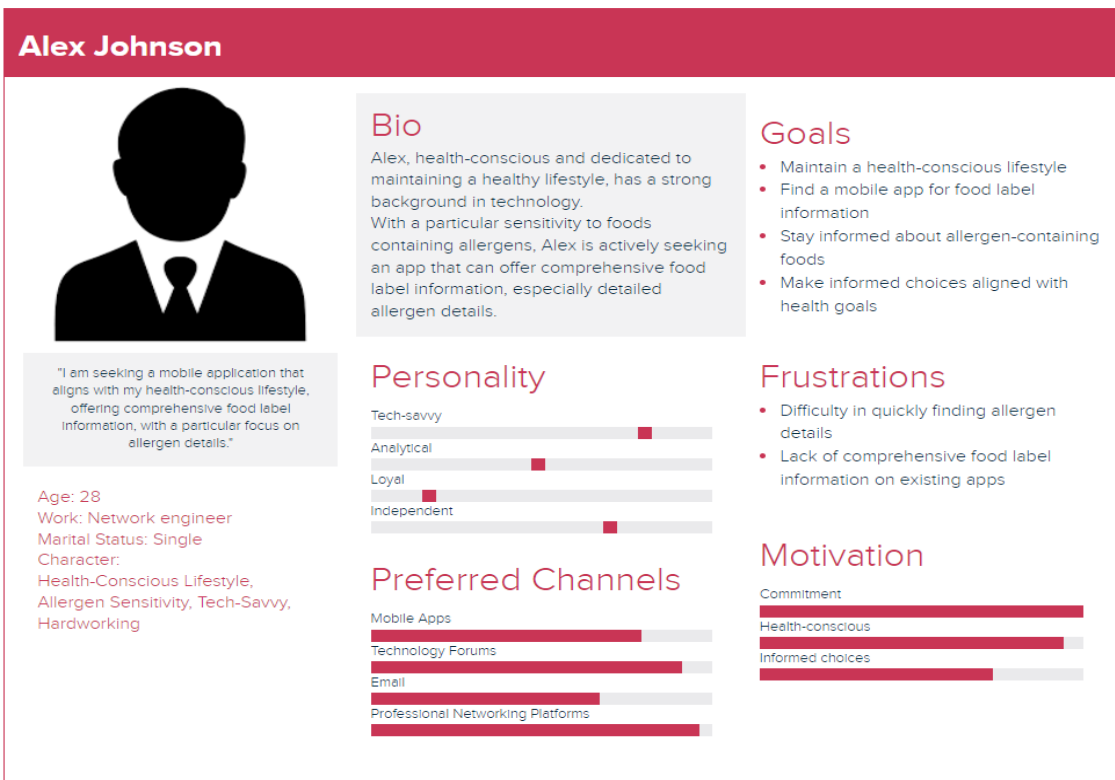 Alex Johnson
"I am seeking a mobile application that
aligns with my health-conscious lifestyle,
offering comprehensive food label
information, with a particular focus on
allergen details."
Age: 28
Work: Network engineer
Marital Status: Single
Character:
Health-Conscious Lifestyle,
Allergen Sensitivity, Tech-Savvy,
Hardworking
Bio
Alex, health-conscious and dedicated to
maintaining a healthy lifestyle, has a strong
background in technology.
With a particular sensitivity to foods
containing allergens, Alex is actively seeking
an app that can offer comprehensive food
label information, especially detailed
allergen details.
Personality
Tech-savvy
Analytical
Loyal
Independent
Preferred Channels
Mobile Apps
Technology Forums
Email
Professional Networking Platforms
Goals
• Maintain a health-conscious lifestyle
• Find a mobile app for food label
information
• Stay informed about allergen-containing
foods
• Make informed choices aligned with
health goals
Frustrations
• Difficulty in quickly finding allergen
details
• Lack of comprehensive food label
information on existing apps
Motivation
Commitment
Health-conscious
Informed choices